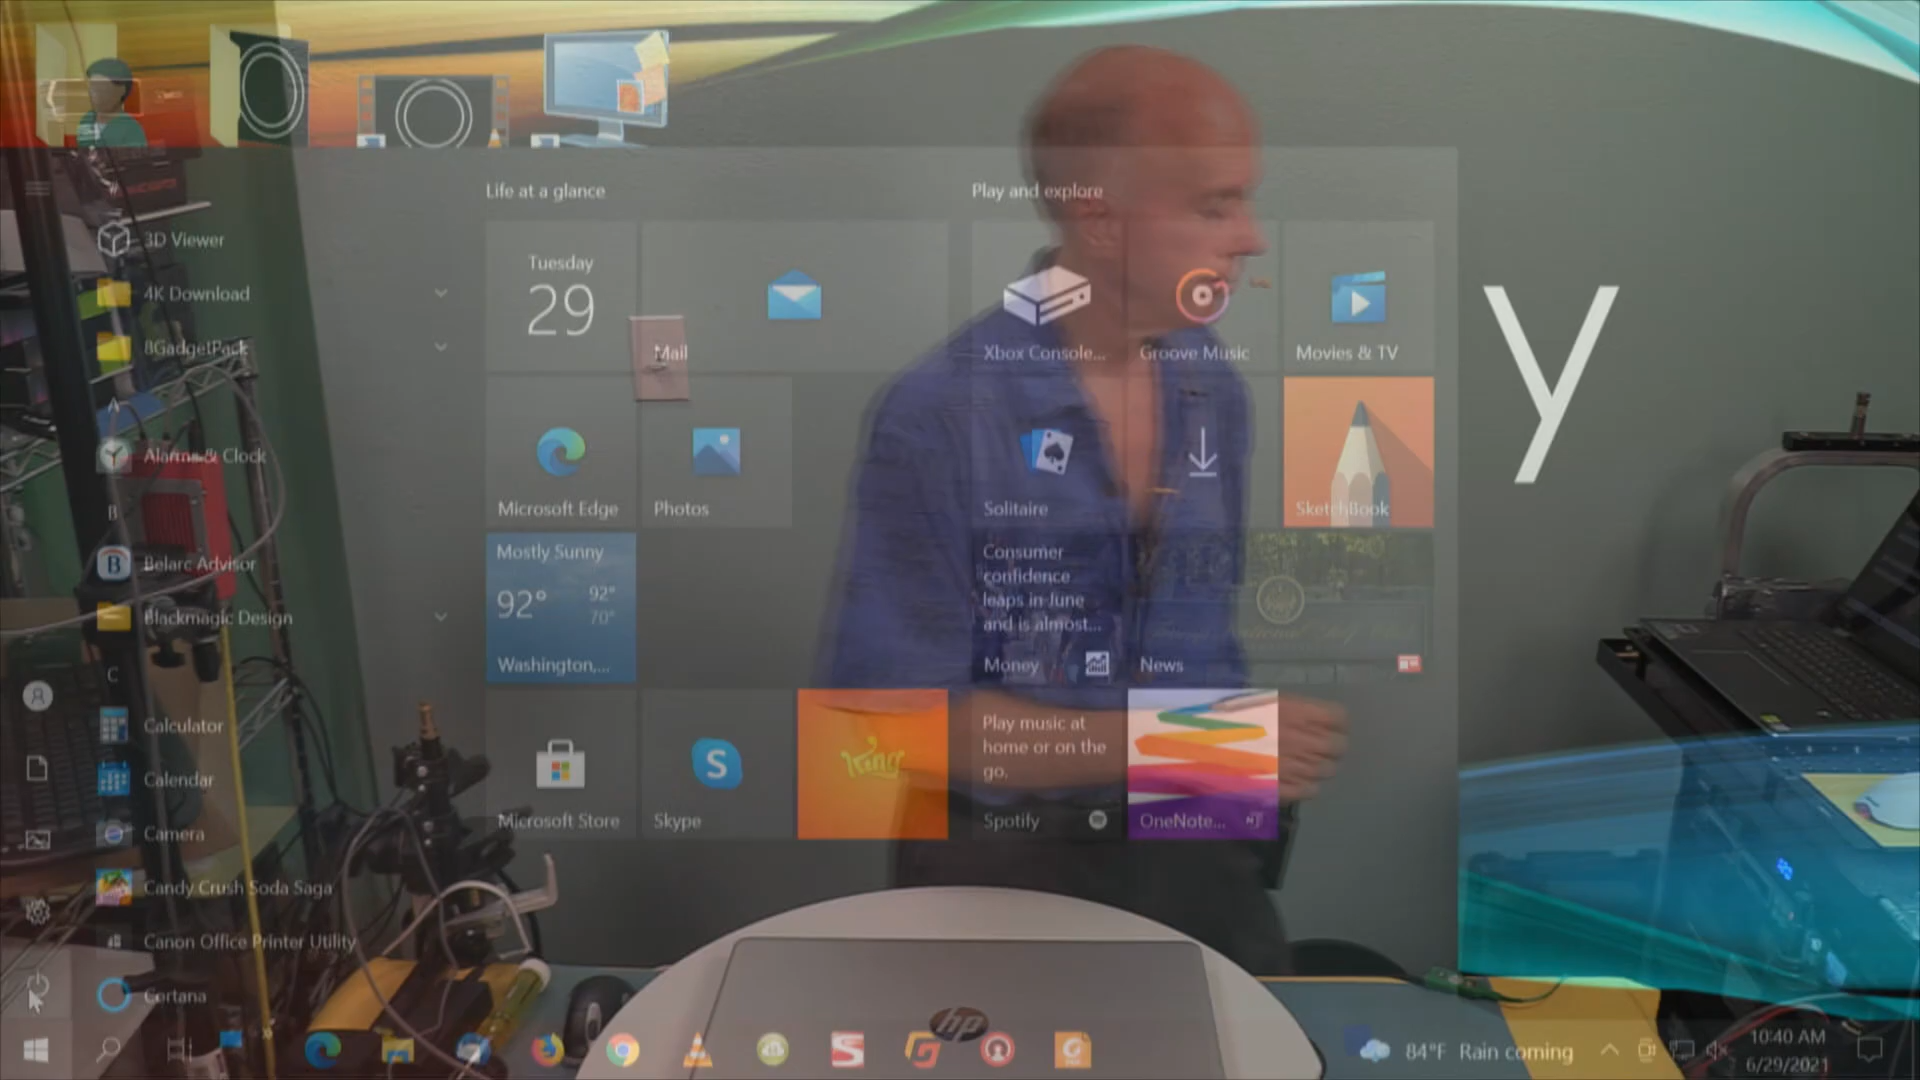 Life at a glance
Play and explore
#
3D Viewer
4K Download
8GadgetPack
A
Alarms & Clock
B
Belarc Advisor
Blackmagic Design
C
Calculator
Calendar
Camera
Candy Crush Soda Saga
Canon Office Printer Utility
Cortana
Tuesday
29
Mail
Microsoft Edge
Photos
Mostly Sunny
92°
92°
70°
Washington,...
Microsoft Store
S
Skype
King
Xbox Console...
Groove Music
Movies & TV
Solitaire
SketchBook
Consumer
confidence
leaps in June
and is almost...
Money
News
Play music at
home or on the
go.
Spotify
OneNote...
y
hp
84°F Rain coming
10:40 AM
6/29/2021